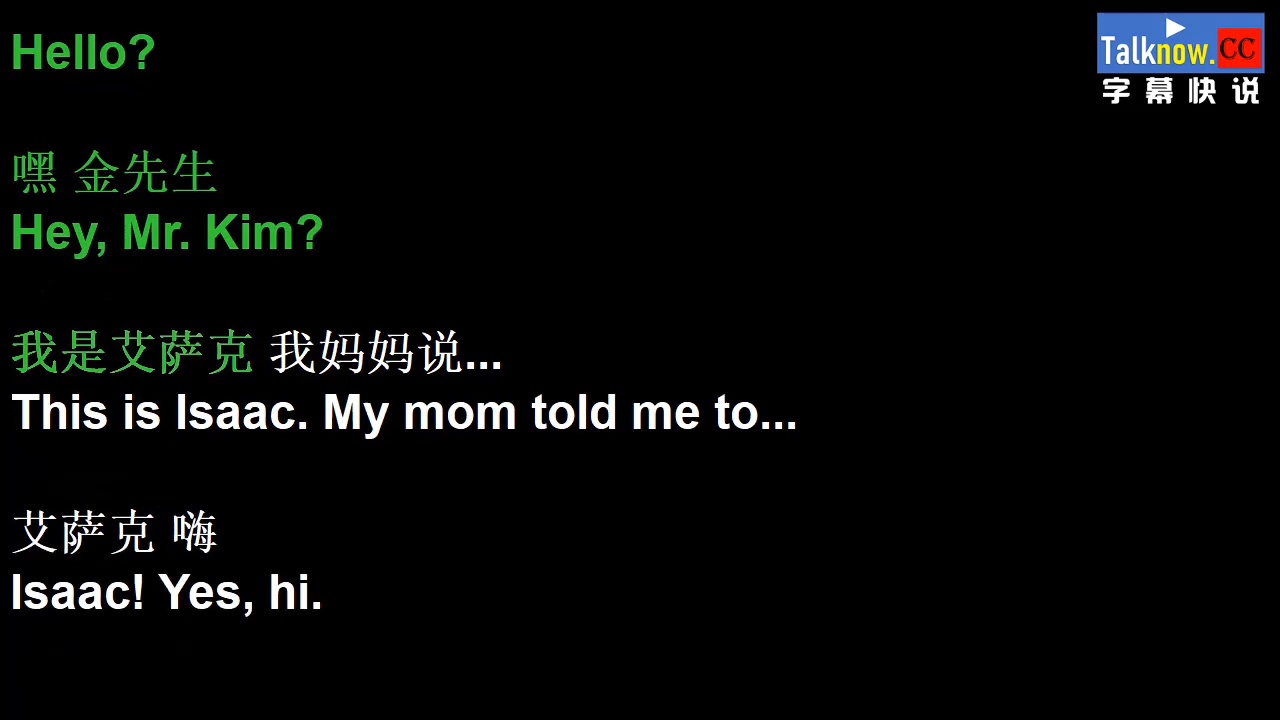 Hello?
嘿 金先生
Hey, Mr. Kim?
我是艾萨克 我妈妈说...
This is Isaac. My mom told me to...
艾萨克 嗨
Isaac! Yes, hi.
Talknow.CC
字幕快说